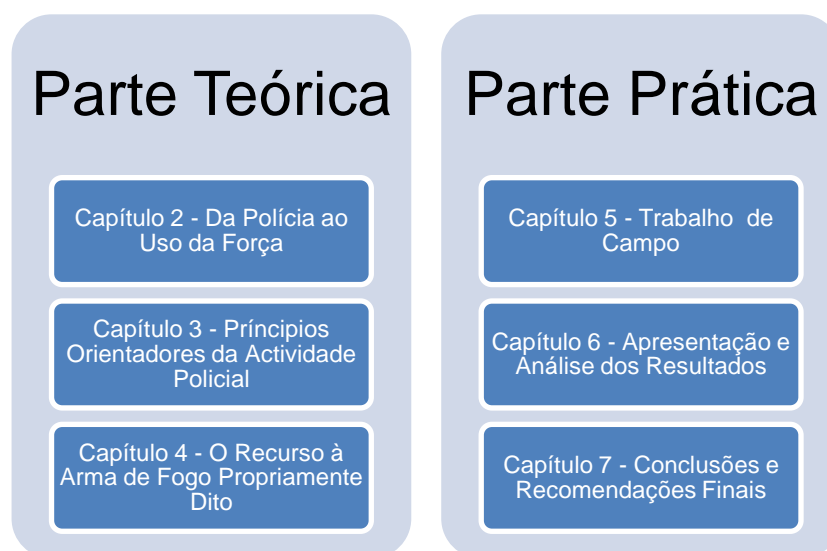 Parte Teórica
Capítulo 2 - Da Polícia ao
Uso da Força
Capítulo 3 - Príncipios
Orientadores da Actividade
Policial
Capítulo 4 - O Recurso à
Arma de Fogo Propriamente
Dito
Parte Prática
Capítulo 5 - Trabalho de
Campo
Capítulo 6 - Apresentação e
Análise dos Resultados
Capítulo 7 - Conclusões e
Recomendações Finais